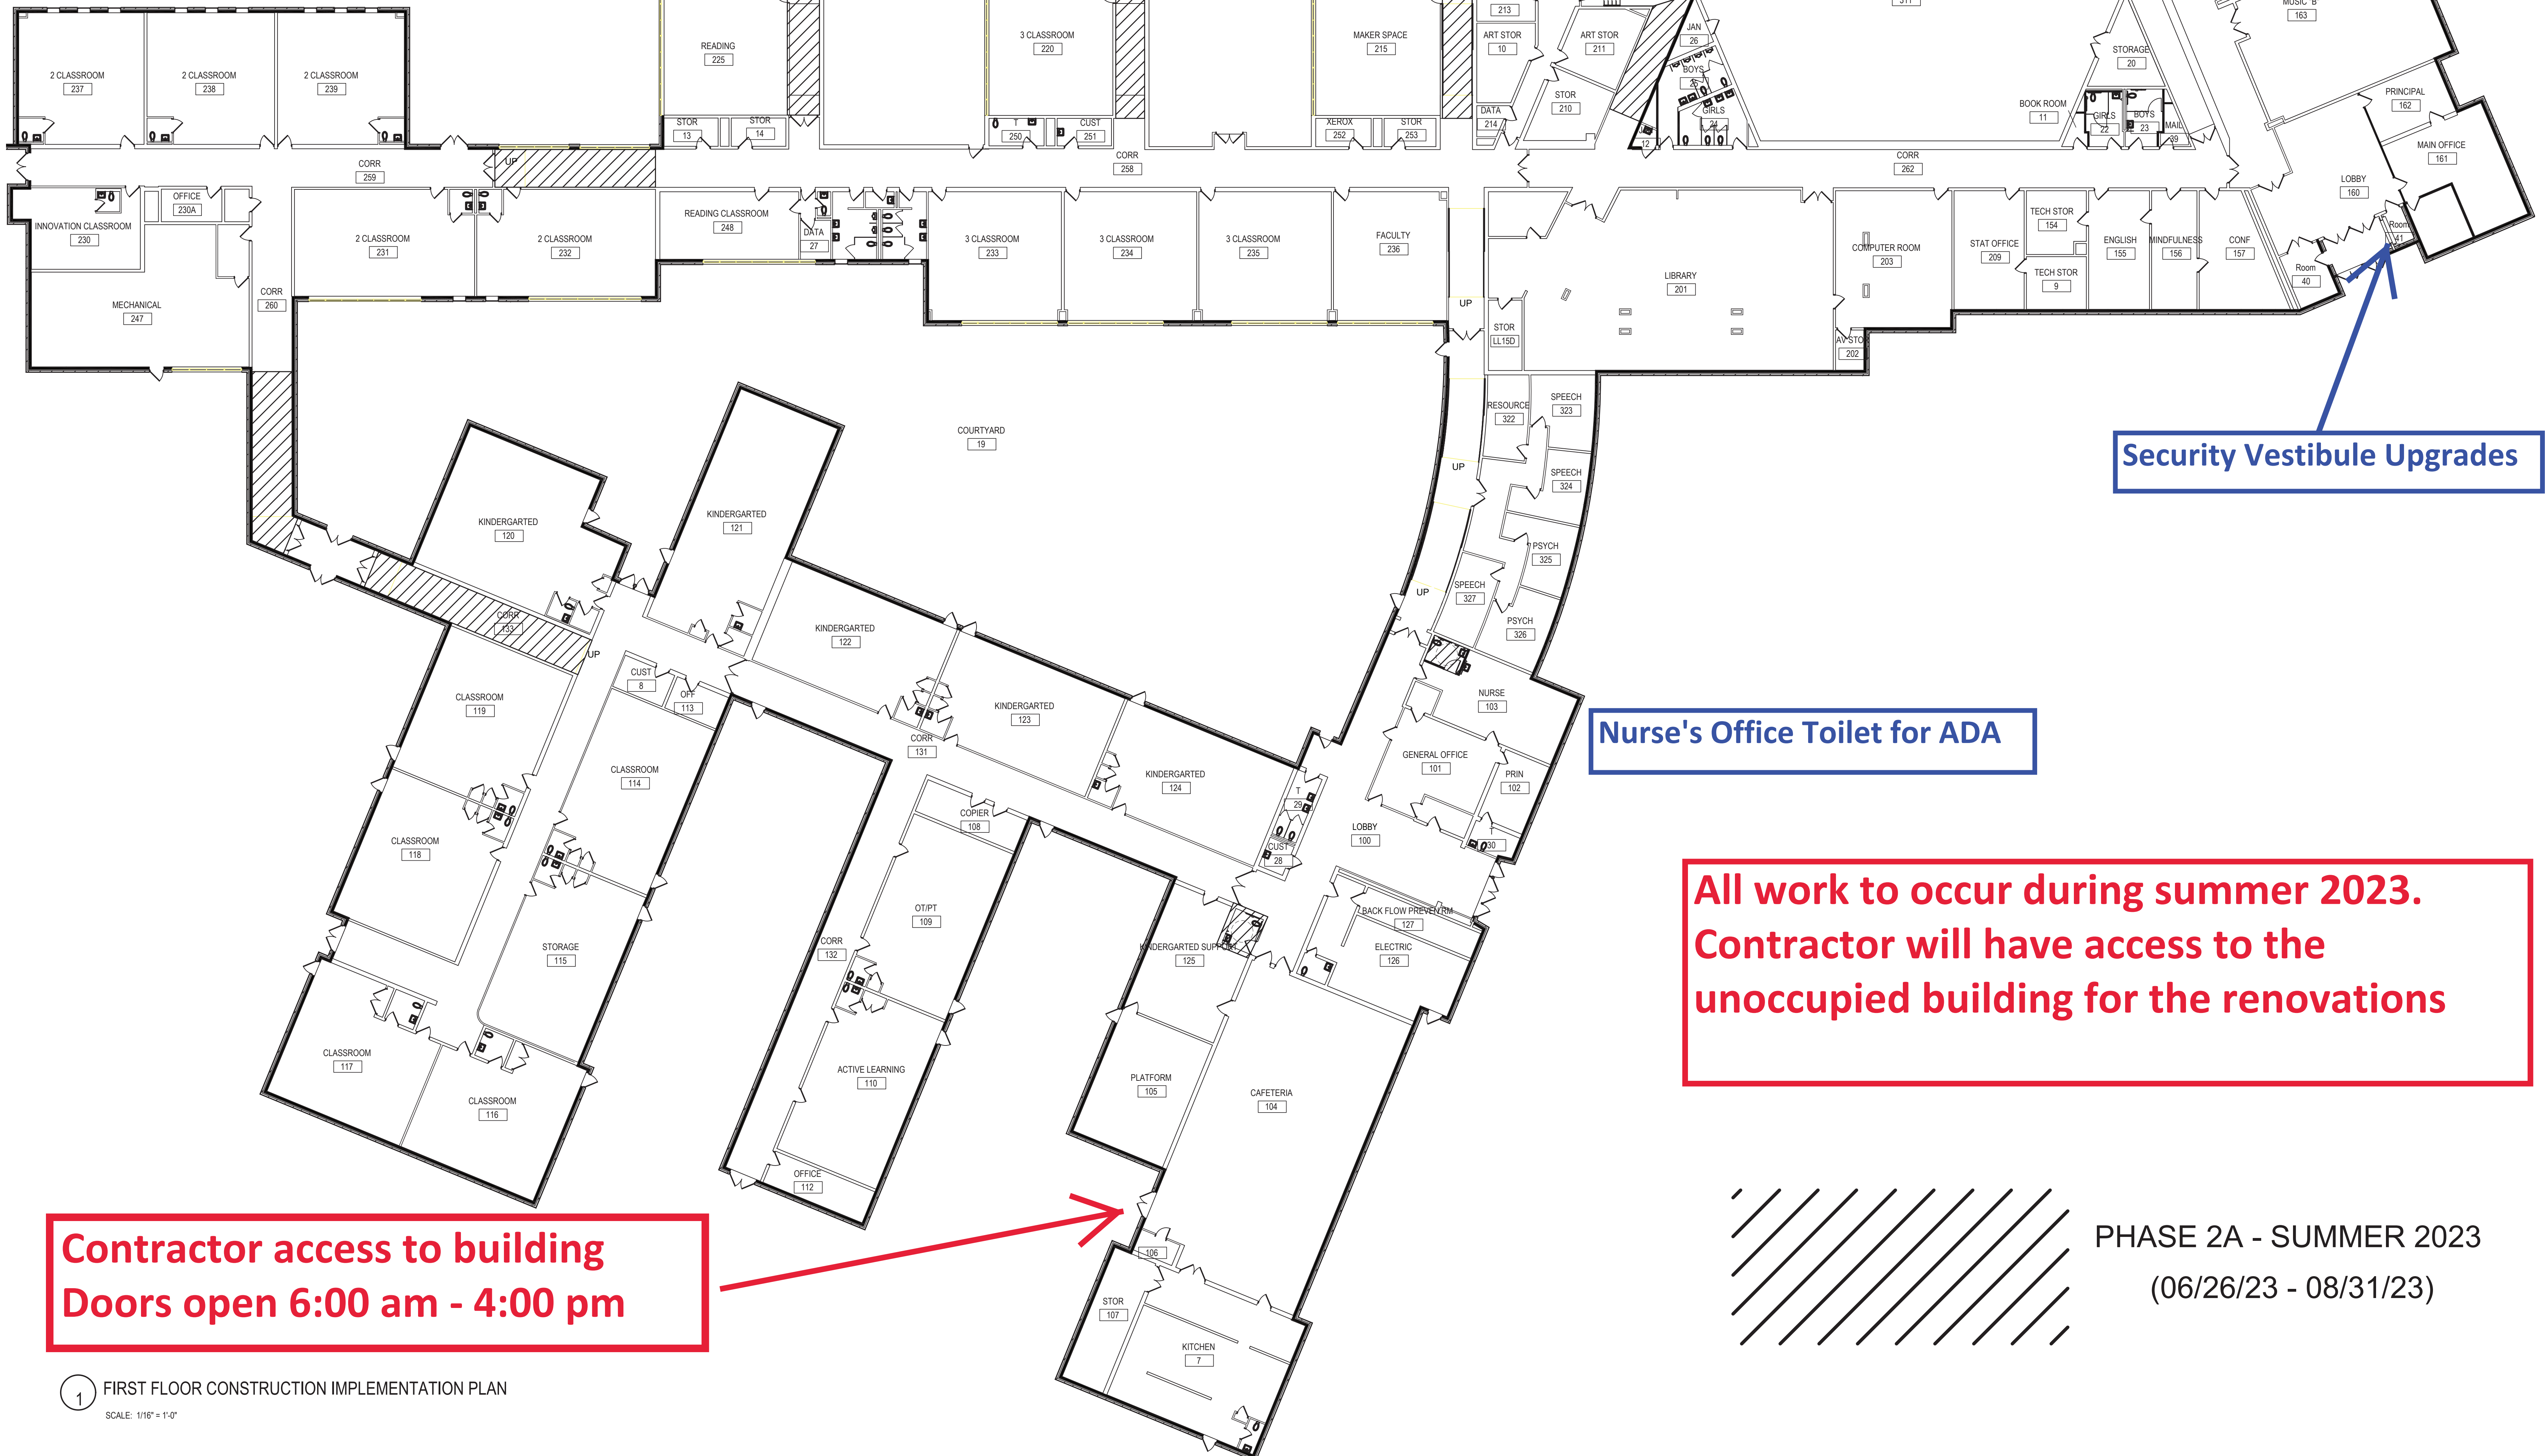 MUSIC 'B'
163
213
3 CLASSROOM
220
MAKER SPACE
215
ART STOR
10
ART STOR
211
JAN
26
READING
225
STORAGE
20
2 CLASSROOM
237
2 CLASSROOM
238
2 CLASSROOM
239
BOYS
STOR
210
PRINCIPAL
162
BOOK ROOM
11
GIRLS
24
DATA
214
GIRLS
22
BOYS
23
MAIL
39
STOR
13
STOR
14
T
250
CUST
251
XEROX
252
STOR
253
12
MAIN OFFICE
161
CORR
259
UP
CORR
258
CORR
262
LOBBY
160
OFFICE
230A
INNOVATION CLASSROOM
230
2 CLASSROOM
231
2 CLASSROOM
232
READING CLASSROOM
248
DATA
27
3 CLASSROOM
233
3 CLASSROOM
234
3 CLASSROOM
235
FACULTY
236
TECH STOR
154
Room
41
COMPUTER ROOM
203
STAT OFFICE
209
ENGLISH
155
MINDFULNESS
156
CONF
157
LIBRARY
201
TECH STOR
9
Room
40
CORR
260
MECHANICAL
247
UP
STOR
LL15D
AV STO
202
RESOURCE
322
SPEECH
323
COURTYARD
19
Security Vestibule Upgrades
UP
SPEECH
324
KINDERGARTED
120
KINDERGARTED
121
PSYCH
325
UP
SPEECH
327
CORR
133
KINDERGARTED
122
PSYCH
326
UP
CUST
8
OFF
113
CLASSROOM
119
NURSE
103
KINDERGARTED
123
Nurse's Office Toilet for ADA
CORR
131
GENERAL OFFICE
101
CLASSROOM
114
KINDERGARTED
124
PRIN
102
T
29
COPIER
108
LOBBY
100
T
30
CLASSROOM
118
CUST
28
All work to occur during summer 2023.
Contractor will have access to the
unoccupied building for the renovations
OT/PT
109
BACK FLOW PREVEN RM
127
CORR
132
STORAGE
115
KINDERGARTED SUPPORT
125
ELECTRIC
126
CLASSROOM
117
ACTIVE LEARNING
110
PLATFORM
105
CAFETERIA
104
CLASSROOM
116
OFFICE
112
Contractor access to building
Doors open 6:00 am - 4:00 pm
106
PHASE 2A - SUMMER 2023
(06/26/23 - 08/31/23)
STOR
107
KITCHEN
7
1
FIRST FLOOR CONSTRUCTION IMPLEMENTATION PLAN
SCALE: 1/16" = 1'-0"